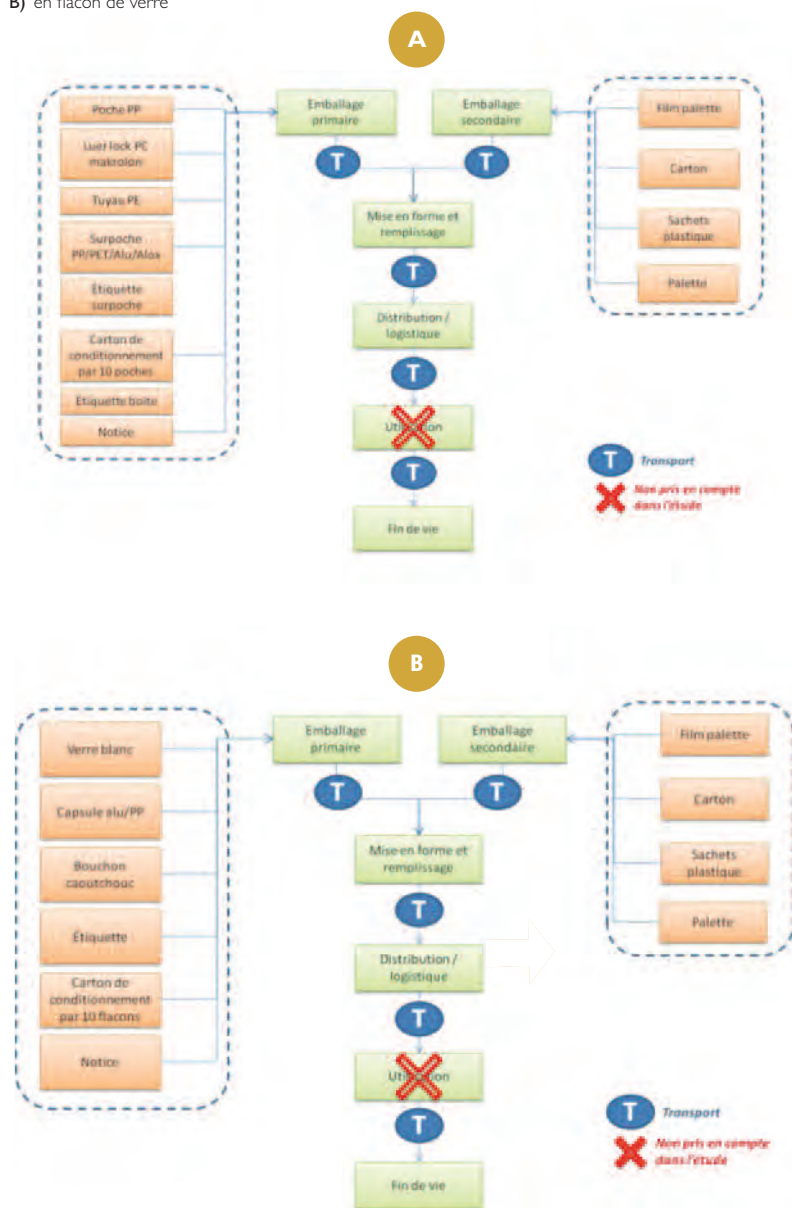 B) en flacon de verre
A
Poche PP
Luer lock PC
makrolon
Tuyau PE
Surpoche
PP/PET/Alu/Alox
Étiquette
surpoche
Carton de
conditionnement
par 10 poches
Étiquette boite
Notice
Emballage
primaire
Emballage
secondaire
T
T
Mise en forme et
remplissage
T
Distribution /
logistique
T
T
Fin de vie
Film palette
Carton
Sachets
plastique
Palette
T Transport
Non pris en compte
dans l'étude
B
Verre blanc
Capsule alu/PP
Bouchon
caoutchouc
Étiquette
Carton de
conditionnement
par 10 flacons
Notice
Emballage
primaire
Emballage
secondaire
T
T
Mise en forme et
remplissage
T
Distribution /
logistique
T
T
Fin de vie
Film palette
Carton
Sachets
plastique
Palette
T Transport
Non pris en compte
dans l'étude